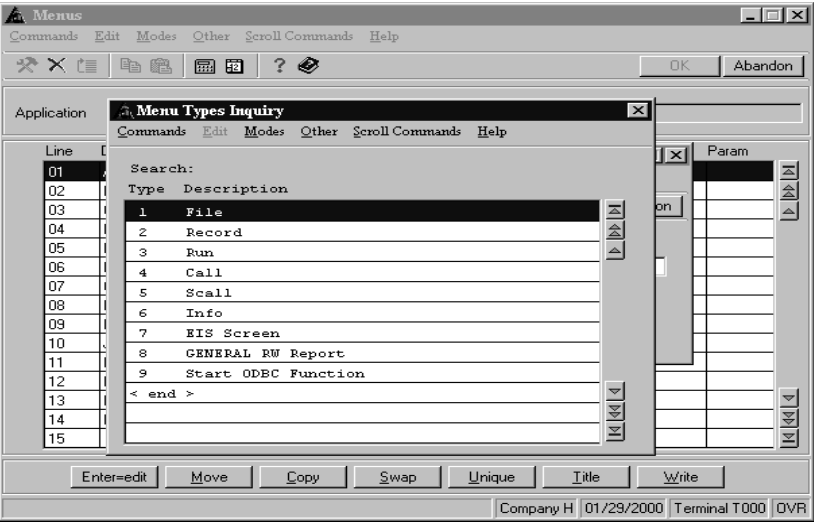 Menus
Commands Edit Modes Other Scroll Commands Help
OK Abandon
Application
Menu Types Inquiry
Commands Edit Modes Other Scroll Commands Help
Line Param
Search:
Type Description
1 File
2 Record
3 Run
4 Call
5 Scall
6 Info
7 EIS Screen
8 GENERAL RW Report
9 Start ODBC Function
< end >
01
02
03
04
05
06
07
08
09
10
11
12
13
14
15
on
Enter=edit Move Copy Swap Unique Title Write
Company H 01/29/2000 Terminal T000 OVR